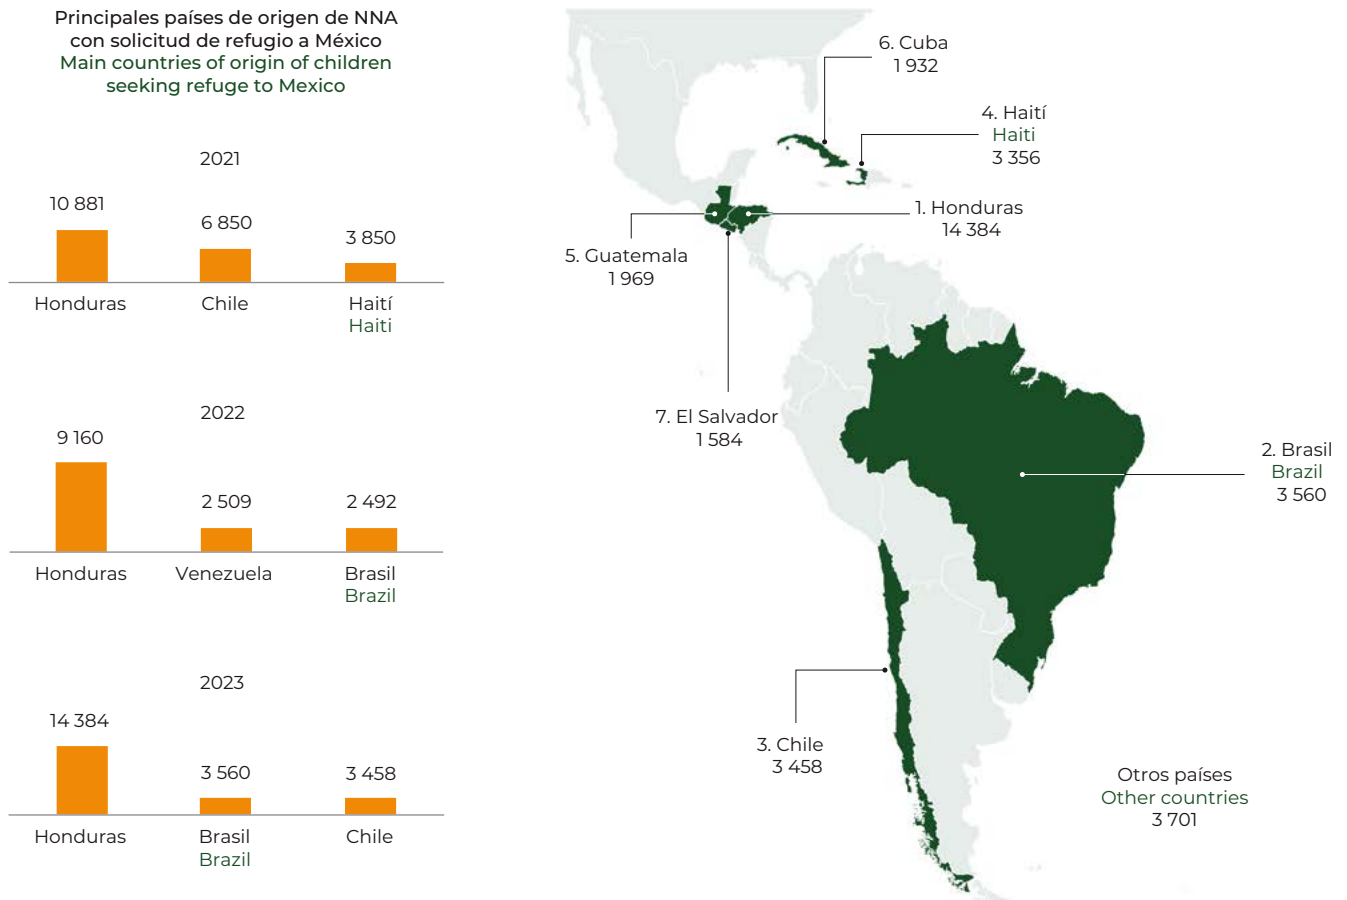 Principales países de origen de NNA
con solicitud de refugio a México
Main countries of origin of children
seeking refuge to Mexico
2021
10 881
6 850
3 850
Honduras
Chile
Haití
Haiti
2022
9 160
2 509
2 492
Honduras
Venezuela
Brasil
Brazil
2023
14 384
3 560
3 458
Honduras
Brasil
Brazil
Chile
6. Cuba
1 932
4. Haití
Haiti
3 356
1. Honduras
14 384
5. Guatemala
1 969
7. El Salvador
1 584
2. Brasil
Brazil
3 560
3. Chile
3 458
Otros países
Other countries
3 701